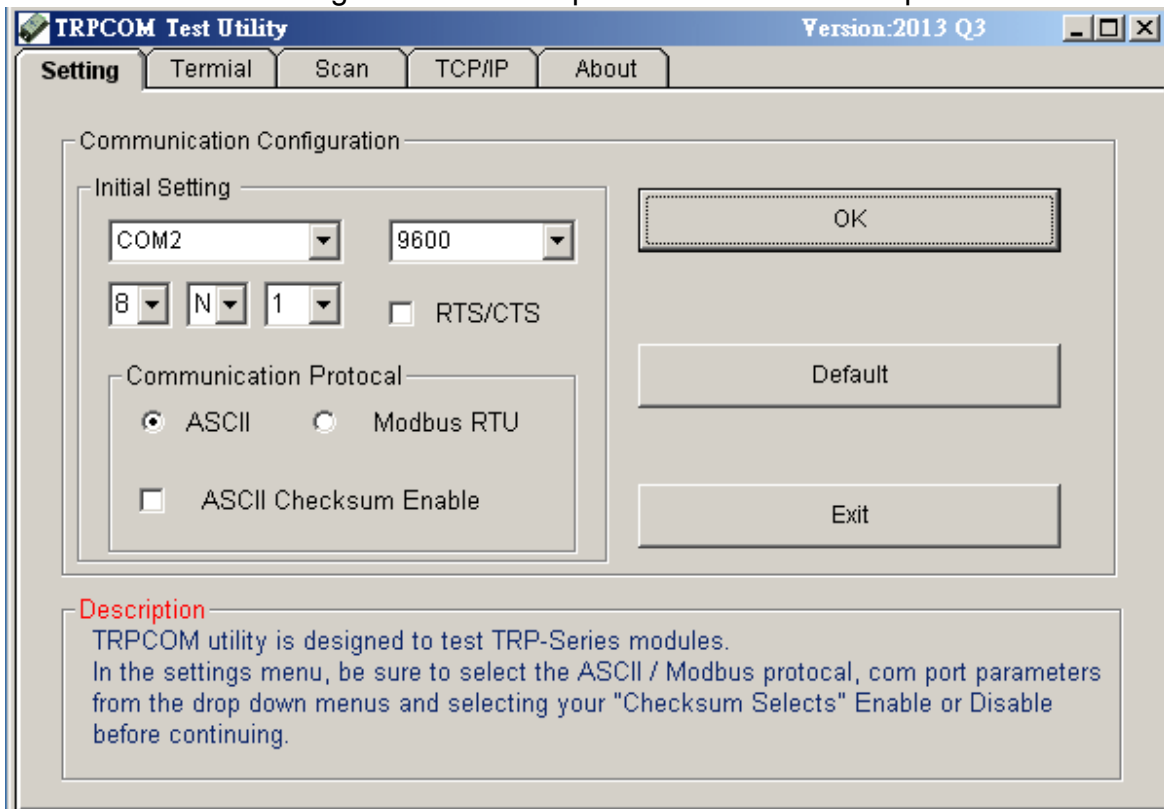 TRPCOM Test Utility Version:2013 Q3
Setting Termial Scan TCP/IP About
Communication Configuration
Initial Setting
COM2 9600
OK
8 N 1 RTS/CTS
Communication Protocal
Default
ASCII Modbus RTU
ASCII Checksum Enable
Exit
Description
TRPCOM utility is designed to test TRP-Series modules.
In the settings menu, be sure to select the ASCII / Modbus protocal, com port parameters
from the drop down menus and selecting your "Checksum Selects" Enable or Disable
before continuing.